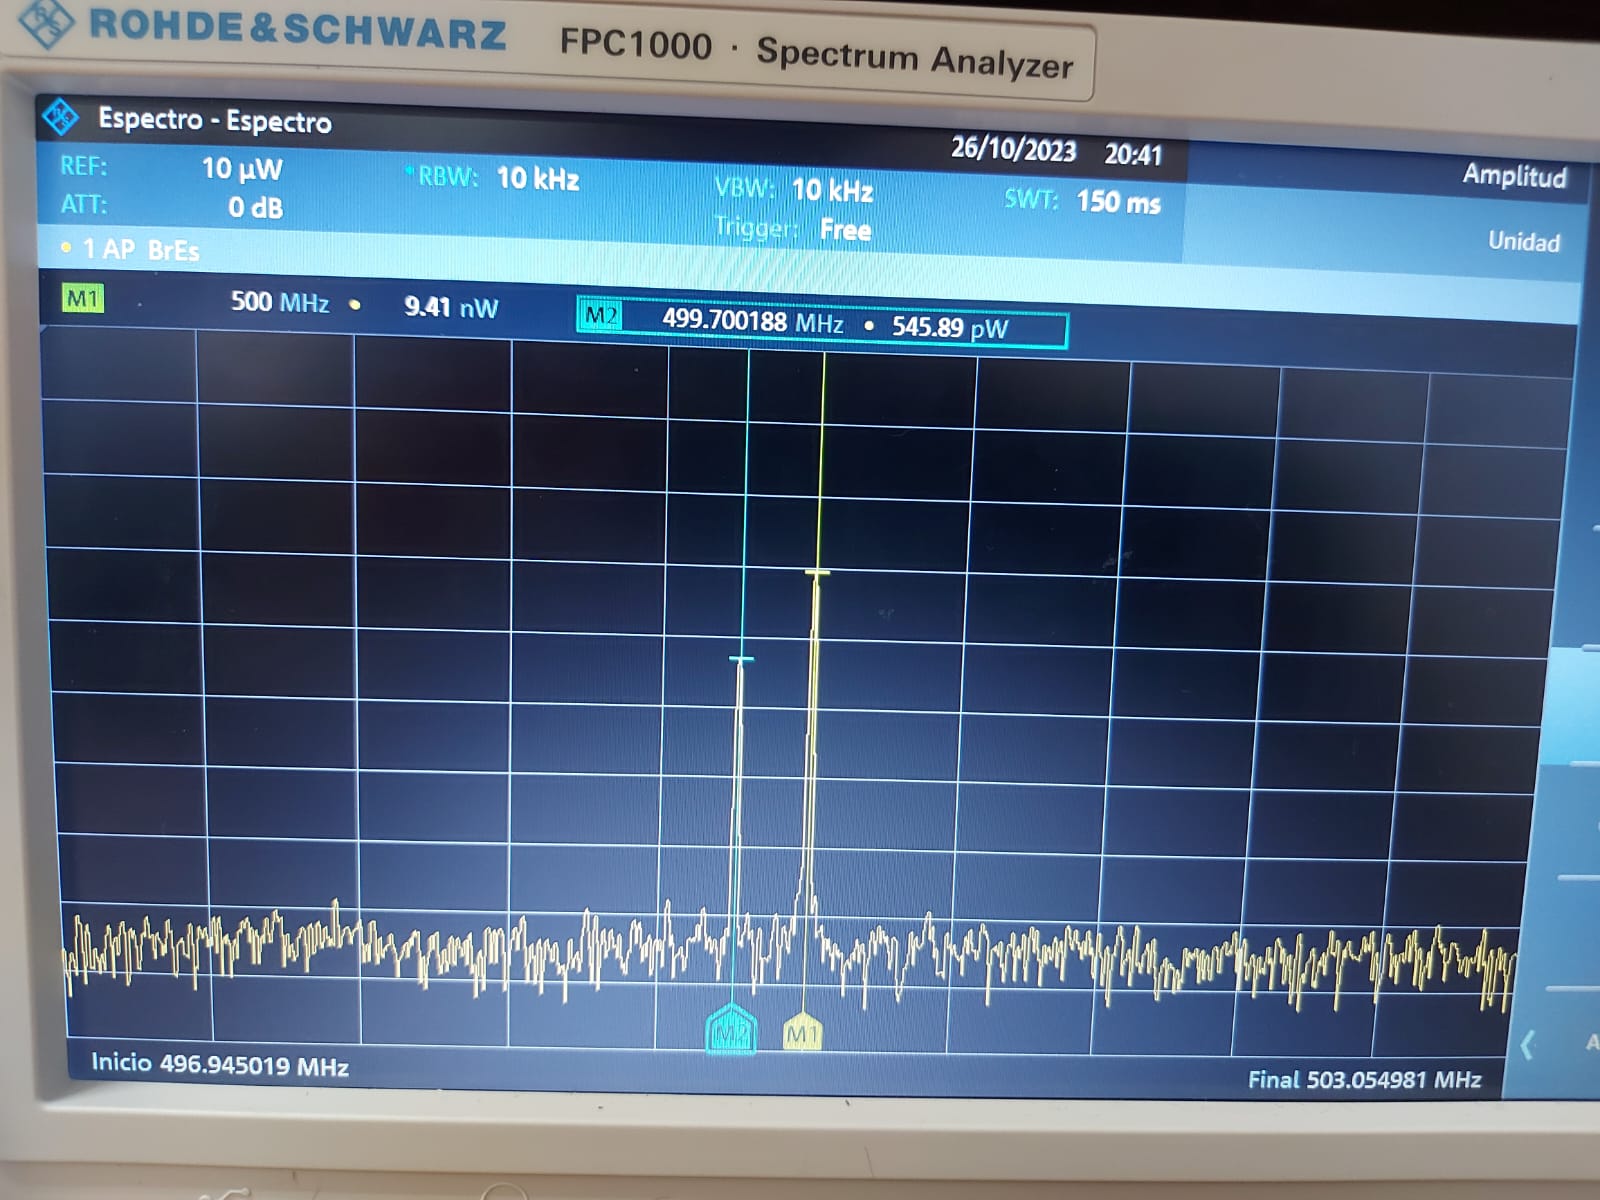 ROHDE&SCHWARZ FPC1000 · Spectrum Analyzer
Espectro - Espectro
26/10/2023 20:41
Amplitud
REF: 10 µW RBW: 10 kHz VBW: 10 kHz SWT: 150 ms
ATT: 0 dB Trigger: Free
Unidad
1 AP BrEs
M1 500 MHz • 9.41 nW M2 499.700188 MHz • 545.89 pW
M2 M1
Inicio 496.945019 MHz Final 503.054981 MHz